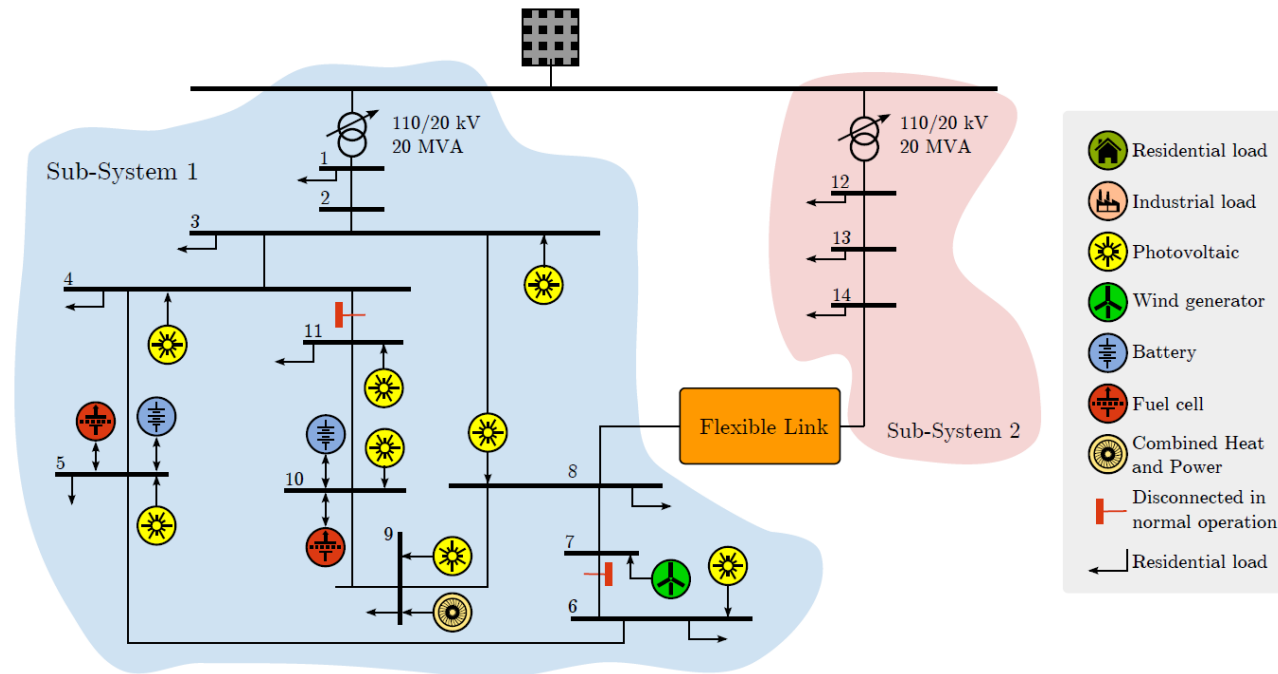 110/20 kV
20 MVA
110/20 kV
20 MVA
Sub-System 1
1
2
3
4
11
5
10
9
8
7
6
12
13
14
Flexible Link
Sub-System 2
Residential load
Industrial load
Photovoltaic
Wind generator
Battery
Fuel cell
Combined Heat
and Power
Disconnected in
normal operation
Residential load